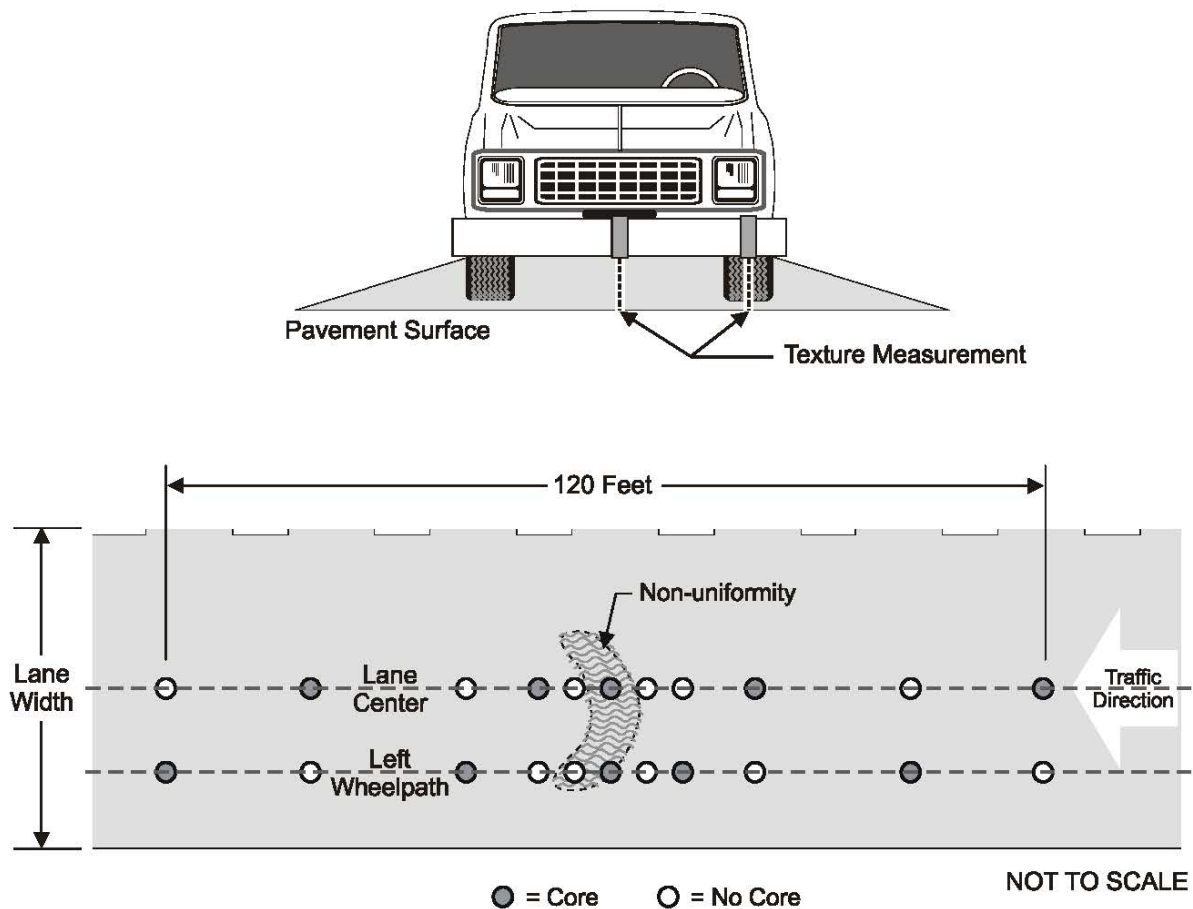 Pavement Surface
Texture Measurement
120 Feet
Non-uniformity
Lane
Width
Lane
Center
Traffic
Direction
Left
Wheelpath
NOT TO SCALE
= Core
= No Core